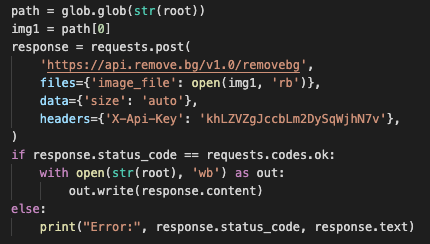 path = glob.glob(str(root))
img1 = path[0]
response = requests.post(
    'https://api.remove.bg/v1.0/removebg',
    files={'image_file': open(img1, 'rb')},
    data={'size': 'auto'},
    headers={'X-Api-Key': 'khLZVZgJccbLm2DySqWjhN7v'},
)
if response.status_code == requests.codes.ok:
    with open(str(root), 'wb') as out:
        out.write(response.content)
else:
    print("Error:", response.status_code, response.text)